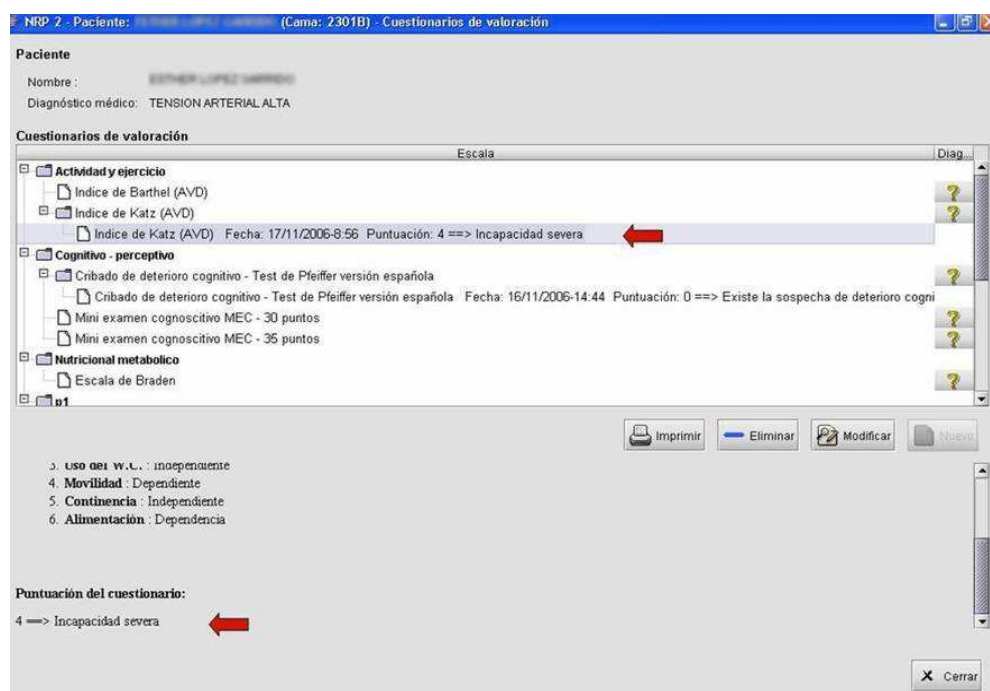 NRP 2 - Paciente: (Cama: 2301B) - Cuestionarios de valoración
Paciente
Nombre :
Diagnóstico médico: TENSION ARTERIAL ALTA
Cuestionarios de valoración
Escala Diag...
Actividad y ejercicio
Indice de Barthel (AVD)
Indice de Katz (AVD)
Indice de Katz (AVD) Fecha: 17/11/2006-8:56 Puntuación: 4 ==> Incapacidad severa
Cognitivo - perceptivo
Cribado de deterioro cognitivo - Test de Pfeiffer versión española
Cribado de deterioro cognitivo - Test de Pfeiffer versión española Fecha: 16/11/2006-14:44 Puntuación: 0 ==> Existe la sospecha de deterioro cogni
Mini examen cognoscitivo MEC - 30 puntos
Mini examen cognoscitivo MEC - 35 puntos
Nutricional metabolico
Escala de Braden
p1
Imprimir Eliminar Modificar Nuevo
3. Uso del W.C. : Independiente
4. Movilidad : Dependiente
5. Continencia : Independiente
6. Alimentación : Dependencia
Puntuación del cuestionario:
4 ==> Incapacidad severa
X Cerrar